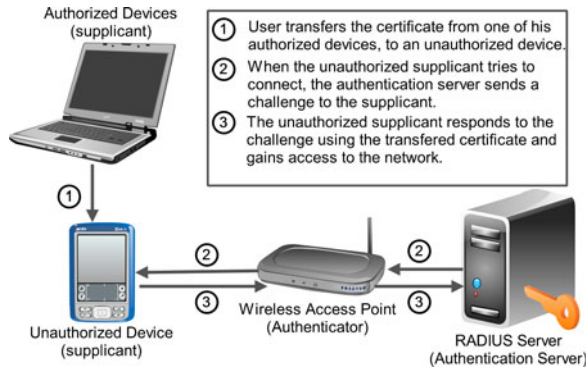 Authorized Devices
(supplicant)
1 User transfers the certificate from one of his
authorized devices, to an unauthorized device.
2 When the unauthorized supplicant tries to
connect, the authentication server sends a
challenge to the supplicant.
3 The unauthorized supplicant responds to the
challenge using the transfered certificate and
gains access to the network.
1
2
2
3
3
Unauthorized Device
(supplicant)
Wireless Access Point
(Authenticator)
RADIUS Server
(Authentication Server)